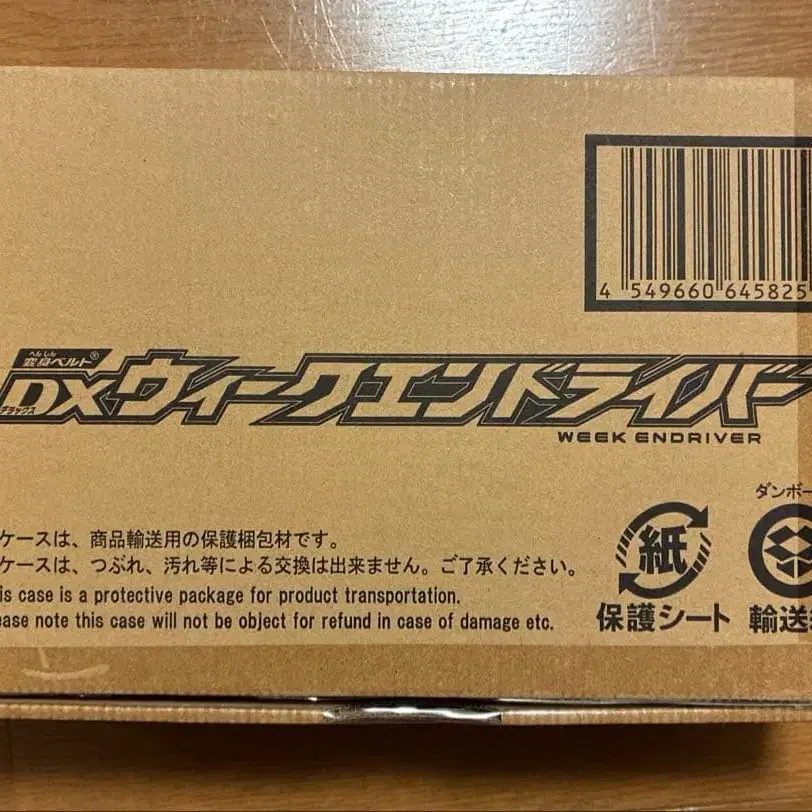 4 549660 645825
へんしん
変身ベルト®
DXウィークエンドライバー
デラックス
WEEK ENDRIVER
ダンボー
ケースは、商品輸送用の保護梱包材です。
ケースは、つぶれ、汚れ等による交換は出来ません。ご了承ください。
is case is a protective package for product transportation.
ease note this case will not be object for refund in case of damage etc.
紙
保護シート
輸送